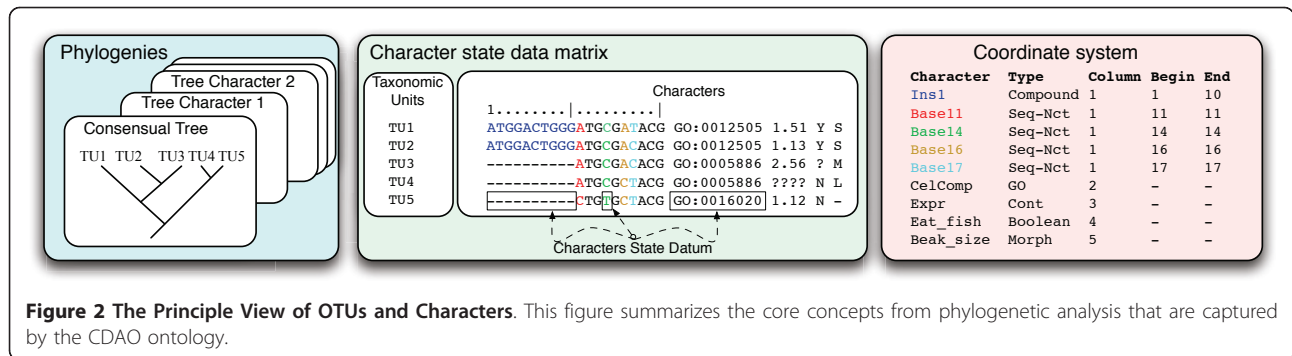 Phylogenies
Tree Character 2
Tree Character 1
Consensual Tree
TU1 TU2 TU3 TU4 TU5
Character state data matrix
Taxonomic
Units
Characters
1........|.........|
TU1 ATGGACTGGGATGCGATACG GO:0012505 1.51 Y S
TU2 ATGGACTGGGATGCGACACG GO:0012505 1.13 Y S
TU3 ----------ATGCGACACG GO:0005886 2.56 ? M
TU4 ----------ATGCGCTACG GO:0005886 ???? N L
TU5 ----------CTGTGCTACG GO:0016020 1.12 N -
Characters State Datum
Coordinate system
Character Type Column Begin End
Ins1 Compound 1 1 10
Base11 Seq-Nct 1 11 11
Base14 Seq-Nct 1 14 14
Base16 Seq-Nct 1 16 16
Base17 Seq-Nct 1 17 17
CelComp GO 2 - -
Expr Cont 3 - -
Eat_fish Boolean 4 - -
Beak_size Morph 5 - -
Figure 2 The Principle View of OTUs and Characters. This figure summarizes the core concepts from phylogenetic analysis that are captured
by the CDAO ontology.